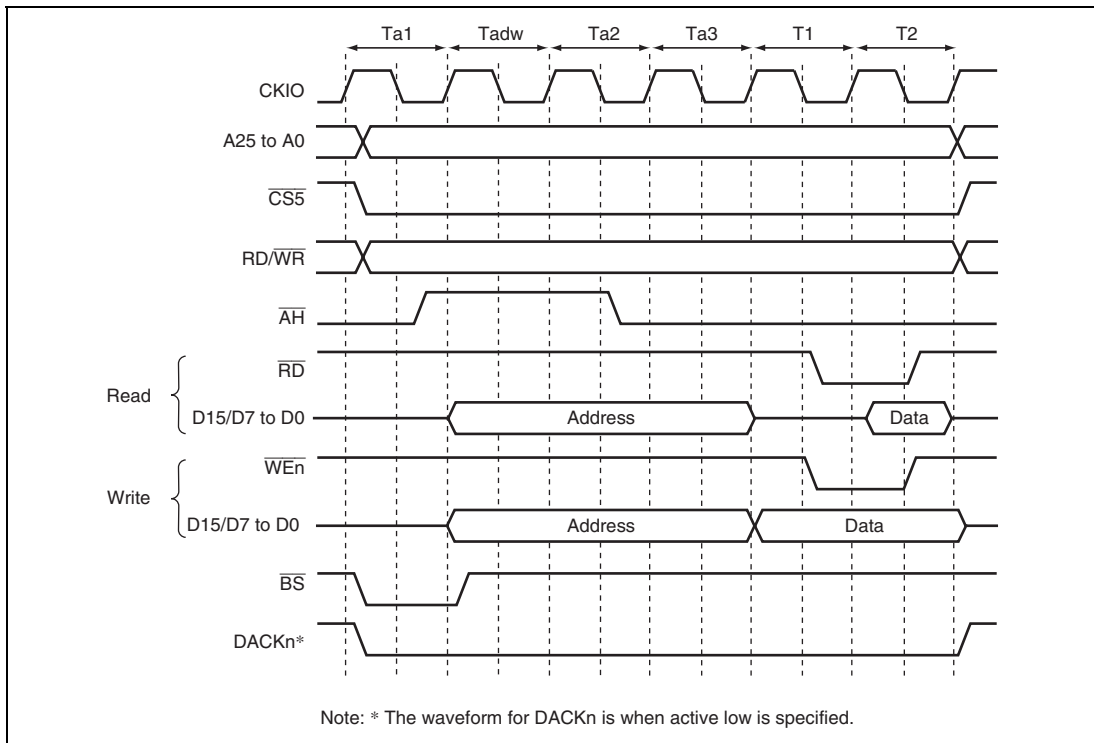 Ta1 Tadw Ta2 Ta3 T1 T2
CKIO
A25 to A0
CS5
RD/WR
AH
RD
Read
D15/D7 to D0 Address Data
WEn
Write
D15/D7 to D0 Address Data
BS
DACKn*
Note: * The waveform for DACKn is when active low is specified.